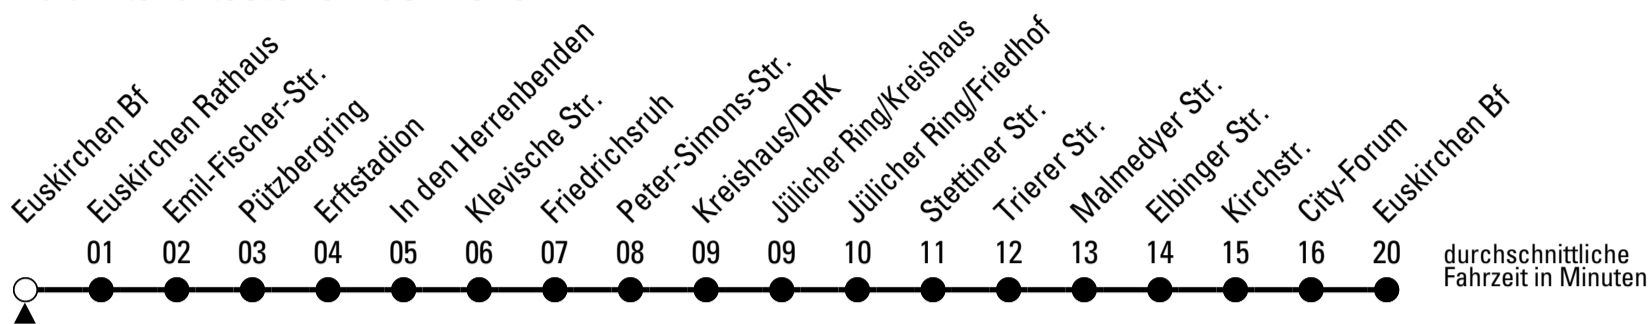 Euskirchen Bf
Euskirchen Rathaus
Emil-Fischer-Str.
Pützbergring
Erftstadion
In den Herrenbenden
Klevische Str.
Friedrichsruh
Peter-Simons-Str.
Kreishaus/DRK
Jülicher Ring/Kreishaus
Jülicher Ring/Friedhof
Stettiner Str.
Trierer Str.
Malmedyer Str.
Elbinger Str.
Kirchstr.
City-Forum
Euskirchen Bf
01 02 03 04 05 06 07 08 09 09 10 11 12 13 14 15 16 20
durchschnittliche
Fahrzeit in Minuten